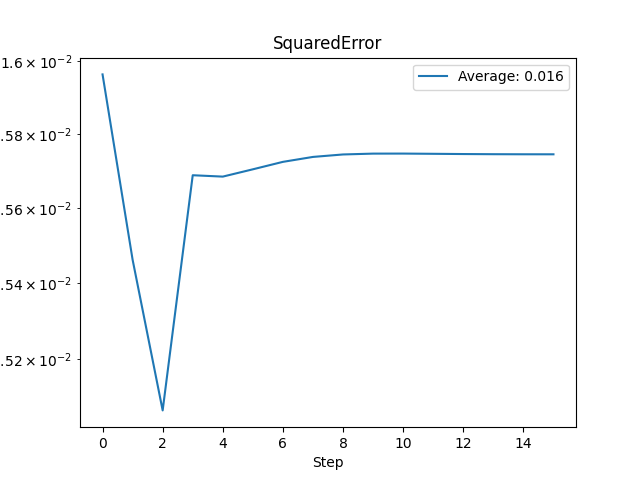 SquaredError
1.6 × 10⁻²
.58 × 10⁻²
.56 × 10⁻²
.54 × 10⁻²
.52 × 10⁻²
Average: 0.016
0 2 4 6 8 10 12 14
Step